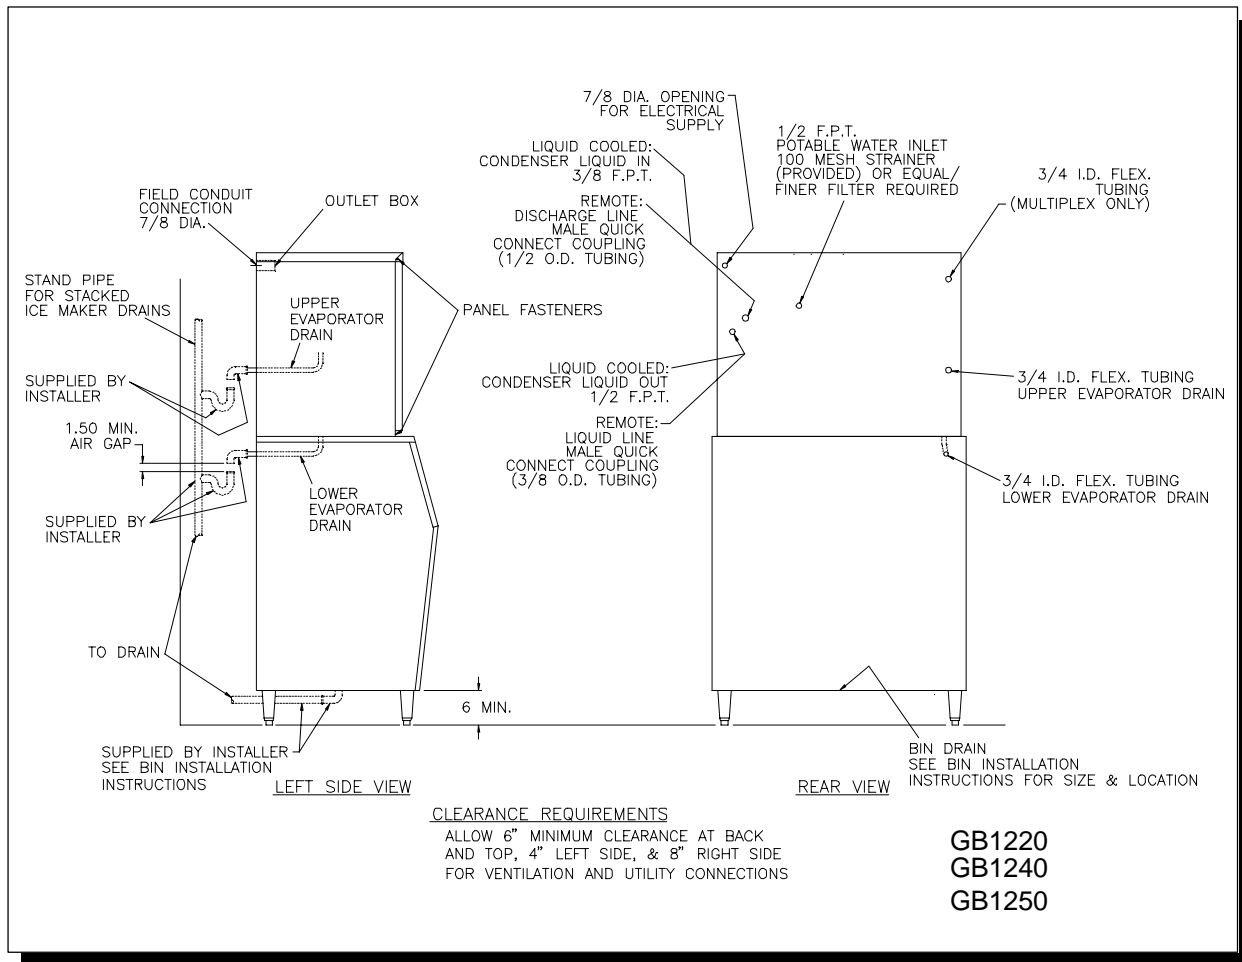 7/8 DIA. OPENING
FOR ELECTRICAL
SUPPLY
LIQUID COOLED:
CONDENSER LIQUID IN
3/8 F.P.T.
1/2 F.P.T.
POTABLE WATER INLET
100 MESH STRAINER
(PROVIDED) OR EQUAL/
FINER FILTER REQUIRED
3/4 I.D. FLEX.
TUBING
(MULTIPLEX ONLY)
FIELD CONDUIT
CONNECTION
7/8 DIA.
OUTLET BOX
REMOTE:
DISCHARGE LINE
MALE QUICK
CONNECT COUPLING
(1/2 O.D. TUBING)
STAND PIPE
FOR STACKED
ICE MAKER DRAINS
UPPER
EVAPORATOR
DRAIN
PANEL FASTENERS
SUPPLIED BY
INSTALLER
LIQUID COOLED:
CONDENSER LIQUID OUT
1/2 F.P.T.
3/4 I.D. FLEX. TUBING
UPPER EVAPORATOR DRAIN
1.50 MIN.
AIR GAP
REMOTE:
LIQUID LINE
MALE QUICK
CONNECT COUPLING
(3/8 O.D. TUBING)
3/4 I.D. FLEX. TUBING
LOWER EVAPORATOR DRAIN
LOWER
EVAPORATOR
DRAIN
SUPPLIED BY
INSTALLER
TO DRAIN
6 MIN.
SUPPLIED BY INSTALLER
SEE BIN INSTALLATION
INSTRUCTIONS
LEFT SIDE VIEW
REAR VIEW
BIN DRAIN
SEE BIN INSTALLATION
INSTRUCTIONS FOR SIZE & LOCATION
CLEARANCE REQUIREMENTS
ALLOW 6" MINIMUM CLEARANCE AT BACK
AND TOP, 4" LEFT SIDE, & 8" RIGHT SIDE
FOR VENTILATION AND UTILITY CONNECTIONS
GB1220
GB1240
GB1250